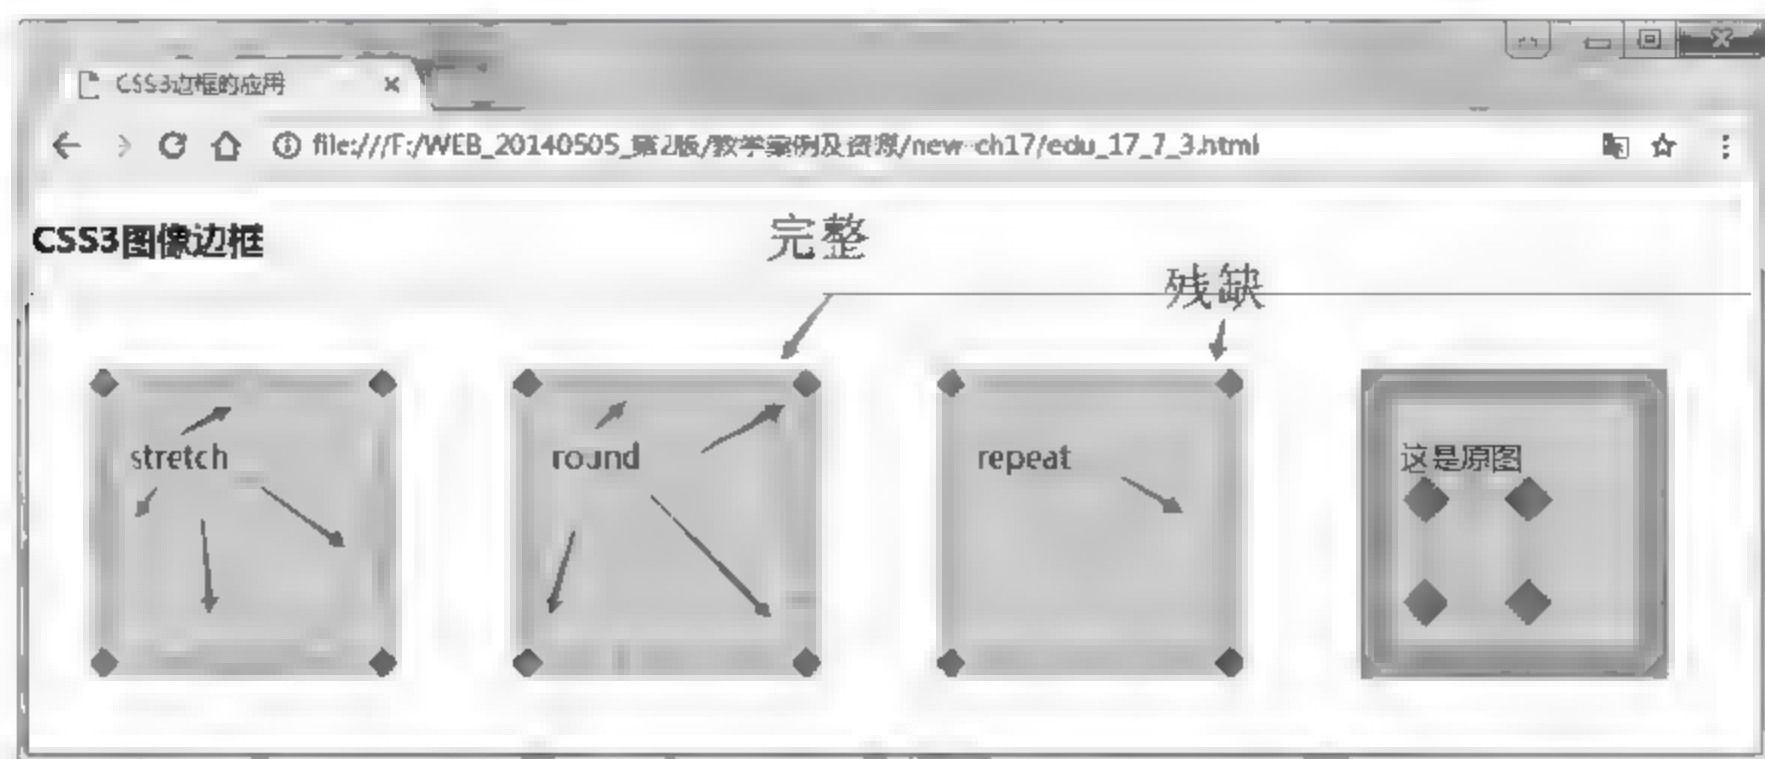 CSS3边框的应用
file:///F:/WEB_20140505_第2版/教学案例及资源/new-ch17/edu_17_7_3.html
CSS3图像边框
完整
残缺
stretch
round
repeat
这是原图